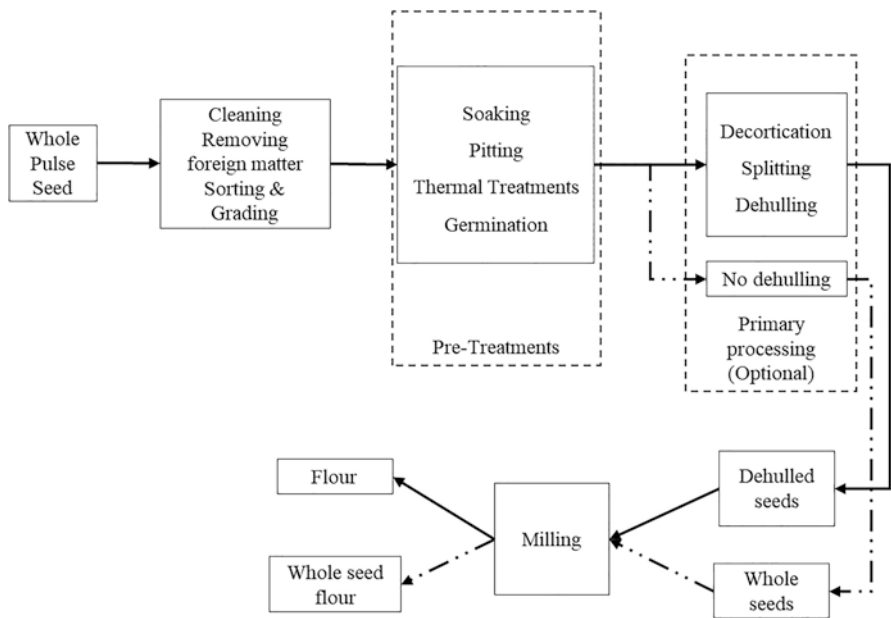 Whole
Pulse
Seed
Cleaning
Removing
foreign matter
Sorting &
Grading
Soaking
Pitting
Thermal Treatments
Germination
Pre-Treatments
Decortication
Splitting
Dehulling
No dehulling
Primary
processing
(Optional)
Dehulled
seeds
Whole
seeds
Milling
Flour
Whole seed
flour